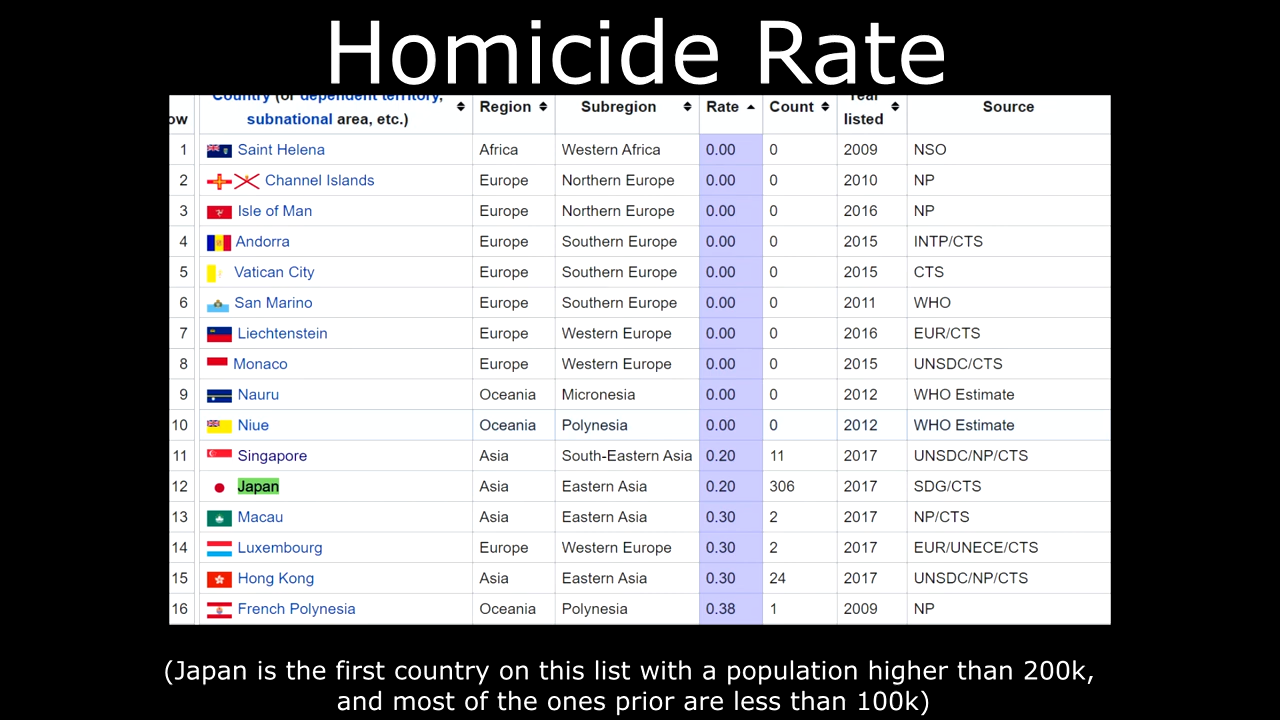 Homicide Rate
Country (or dependent territory, Region Subregion Rate Count Year Source
ow subnational area, etc.) listed
1 Saint Helena Africa Western Africa 0.00 0 2009 NSO
2 Channel Islands Europe Northern Europe 0.00 0 2010 NP
3 Isle of Man Europe Northern Europe 0.00 0 2016 NP
4 Andorra Europe Southern Europe 0.00 0 2015 INTP/CTS
5 Vatican City Europe Southern Europe 0.00 0 2015 CTS
6 San Marino Europe Southern Europe 0.00 0 2011 WHO
7 Liechtenstein Europe Western Europe 0.00 0 2016 EUR/CTS
8 Monaco Europe Western Europe 0.00 0 2015 UNSDC/CTS
9 Nauru Oceania Micronesia 0.00 0 2012 WHO Estimate
10 Niue Oceania Polynesia 0.00 0 2012 WHO Estimate
11 Singapore Asia South-Eastern Asia 0.20 11 2017 UNSDC/NP/CTS
12 Japan Asia Eastern Asia 0.20 306 2017 SDG/CTS
13 Macau Asia Eastern Asia 0.30 2 2017 NP/CTS
14 Luxembourg Europe Western Europe 0.30 2 2017 EUR/UNECE/CTS
15 Hong Kong Asia Eastern Asia 0.30 24 2017 UNSDC/NP/CTS
16 French Polynesia Oceania Polynesia 0.38 1 2009 NP
(Japan is the first country on this list with a population higher than 200k,
and most of the ones prior are less than 100k)